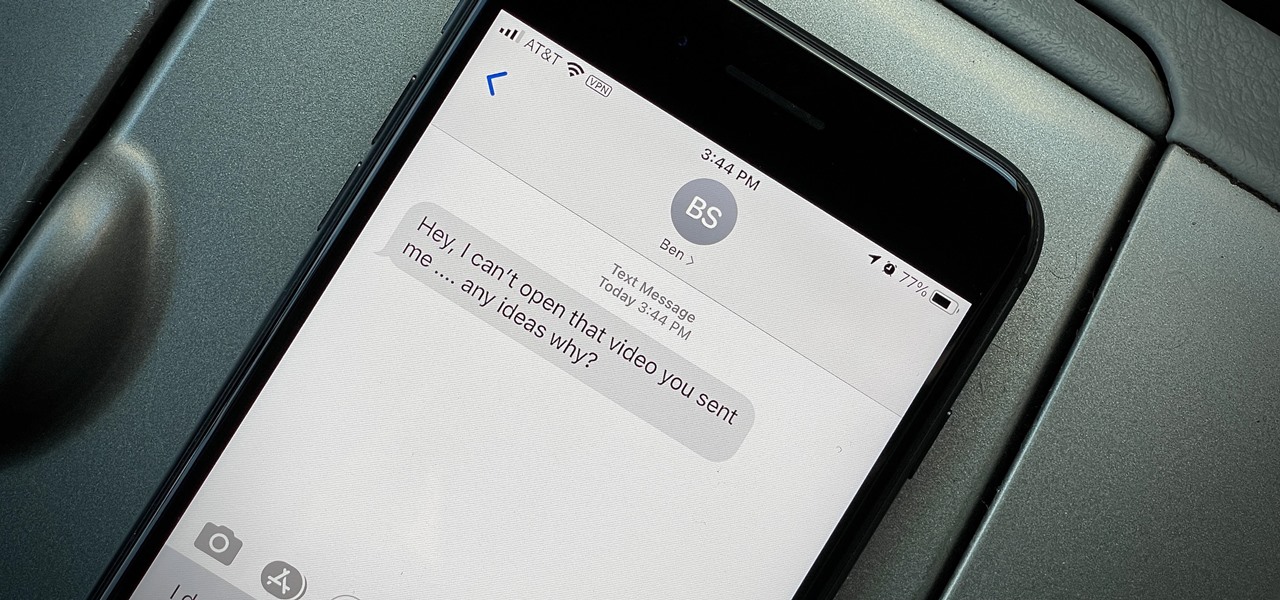 AT&T VPN
3:44 PM
77%
BS
Ben
Text Message
Today 3:44 PM
Hey, I can't open that video you sent
me .... any ideas why?
I